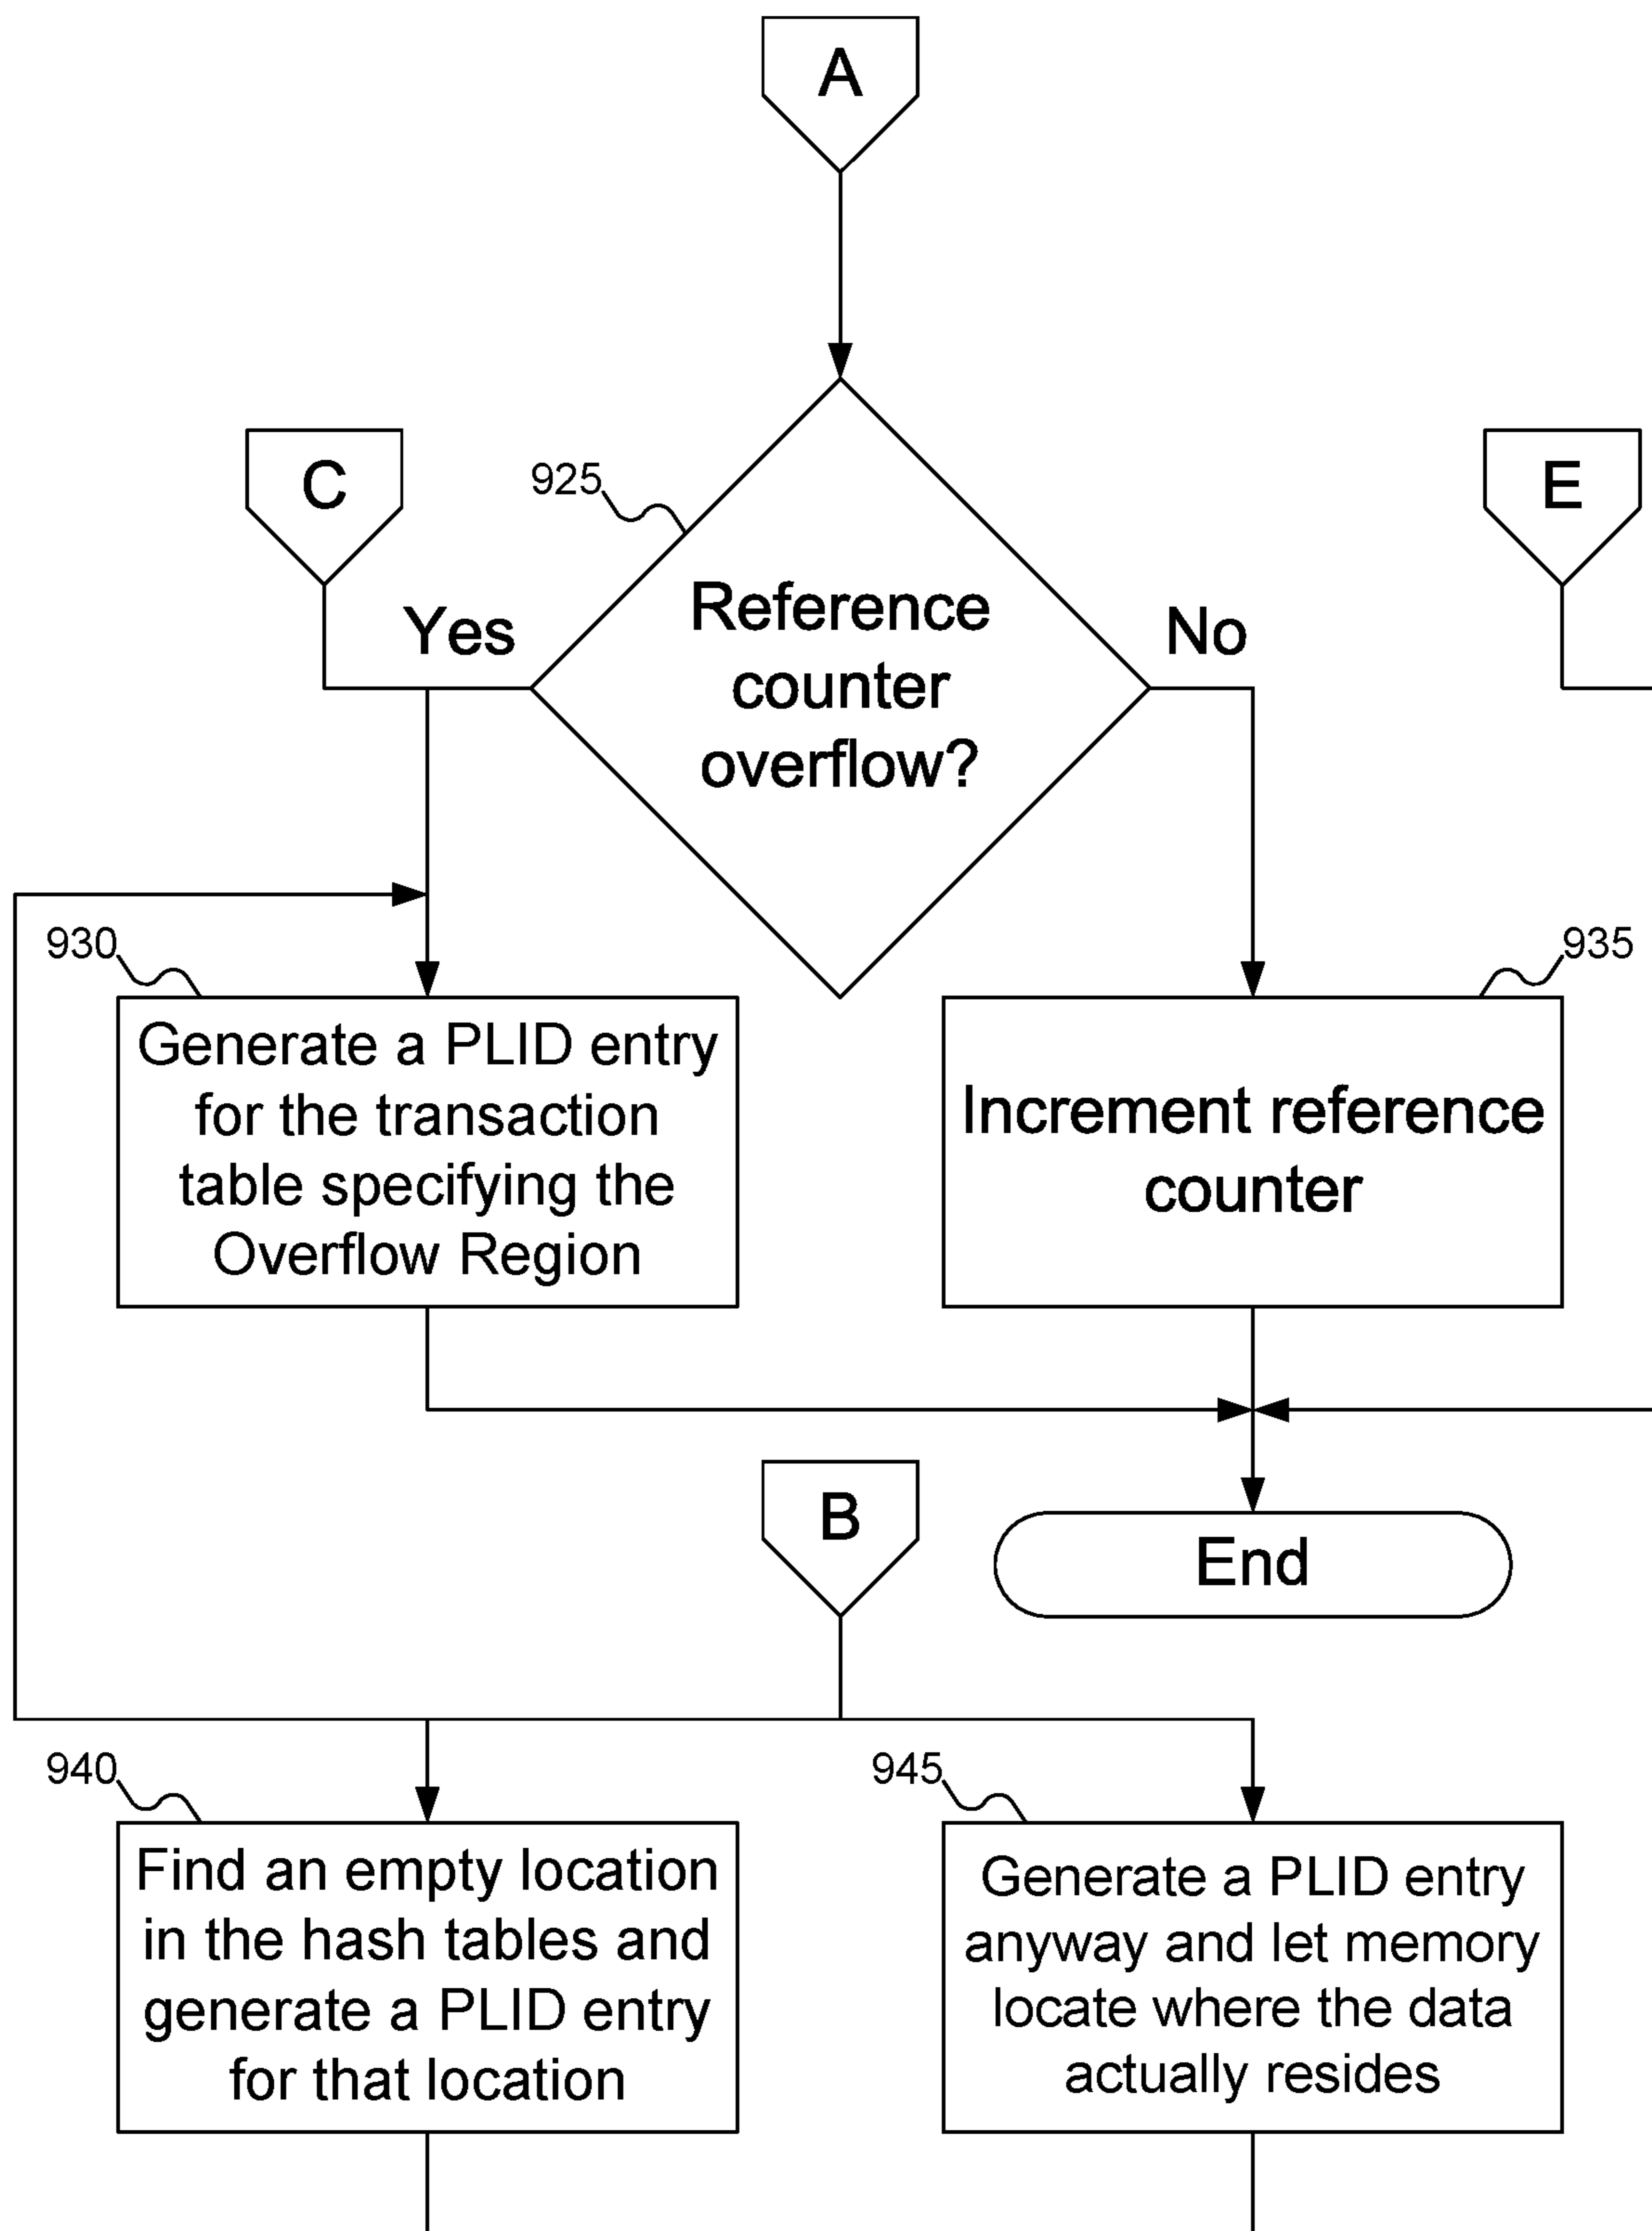 A
C
925
E
Yes
Reference
counter
overflow?
No
930
935
Generate a PLID entry
for the transaction
table specifying the
Overflow Region
Increment reference
counter
B
End
940
945
Find an empty location
in the hash tables and
generate a PLID entry
for that location
Generate a PLID entry
anyway and let memory
locate where the data
actually resides